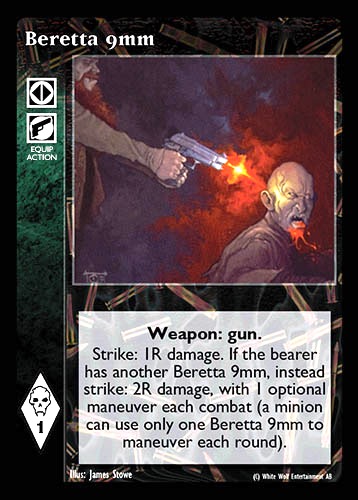 Beretta 9mm
EQUIP
ACTION
Weapon: gun.
Strike: 1R damage. If the bearer
has another Beretta 9mm, instead
strike: 2R damage, with 1 optional
maneuver each combat (a minion
can use only one Beretta 9mm to
maneuver each round).
1
Illus: James Stowe
(C) White Wolf Entertainment AB